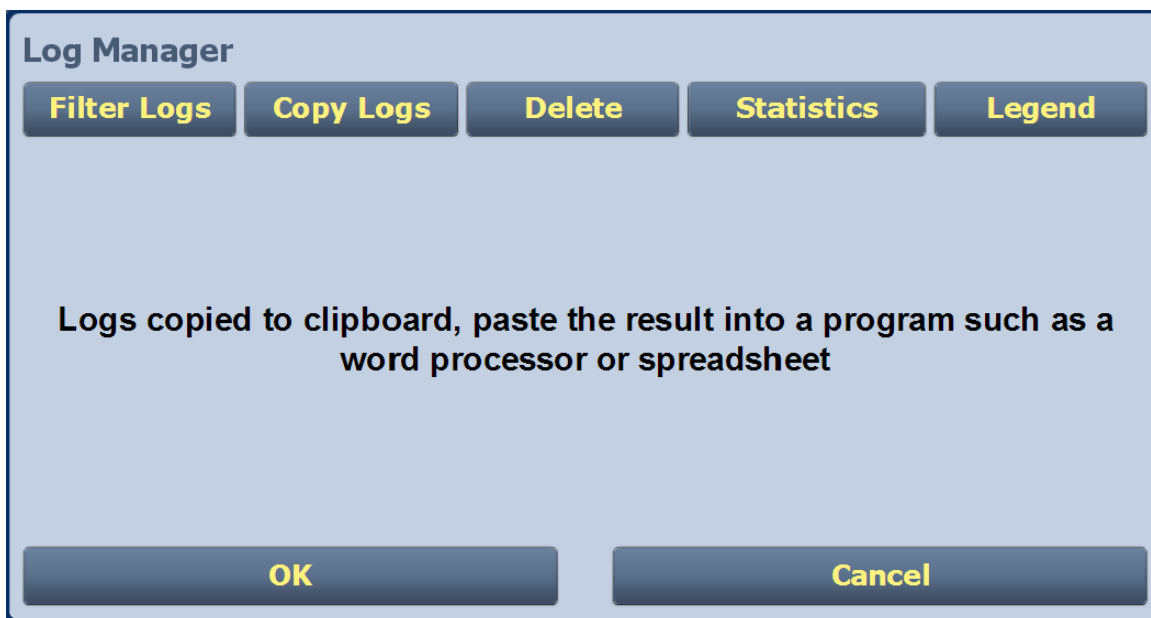 Log Manager
Filter Logs Copy Logs Delete Statistics Legend
Logs copied to clipboard, paste the result into a program such as a
word processor or spreadsheet
OK Cancel